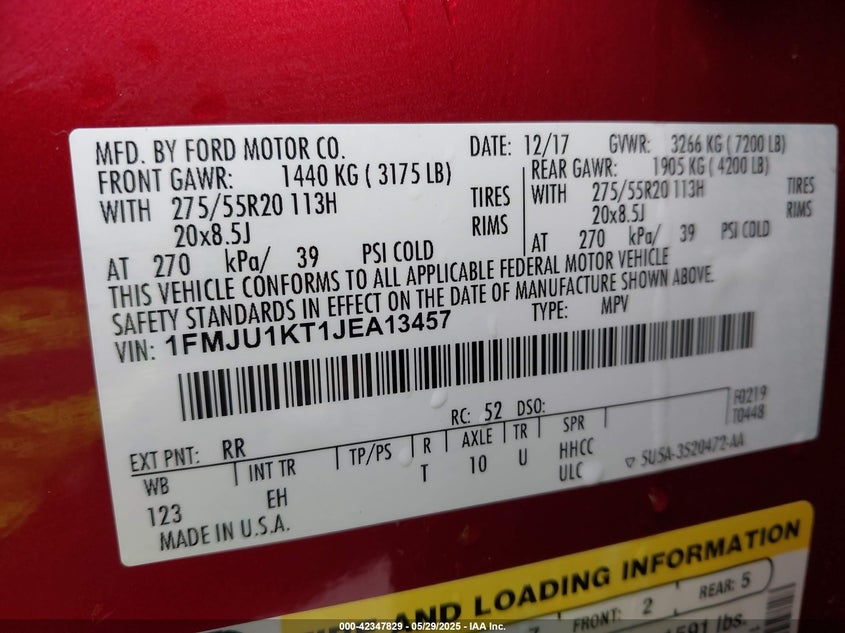 MFD. BY FORD MOTOR CO.
DATE: 12/17 GVWR: 3266 KG ( 7200 LB)
FRONT GAWR: 1440 KG ( 3175 LB)
WITH 275/55R20 113H TIRES
20x8.5J RIMS
AT 270 kPa/ 39 PSI COLD
REAR GAWR: 1905 KG ( 4200 LB)
WITH 275/55R20 113H TIRES
20x8.5J RIMS
AT 270 kPa/ 39 PSI COLD
THIS VEHICLE CONFORMS TO ALL APPLICABLE FEDERAL MOTOR VEHICLE
SAFETY STANDARDS IN EFFECT ON THE DATE OF MANUFACTURE SHOWN ABOVE.
VIN: 1FMJU1KT1JEA13457 TYPE: MPV
F0219
RC: 52 DSO: T0448
EXT PNT: RR
WB INT TR TP/PS R AXLE TR SPR
123 EH T 10 U HHCC
ULC
5U5A-3520472-AA
MADE IN U.S.A.
AND LOADING INFORMATION
FRONT: 2 REAR: 5
lbs.
000-42347829 - 05/29/2025 - IAA Inc.